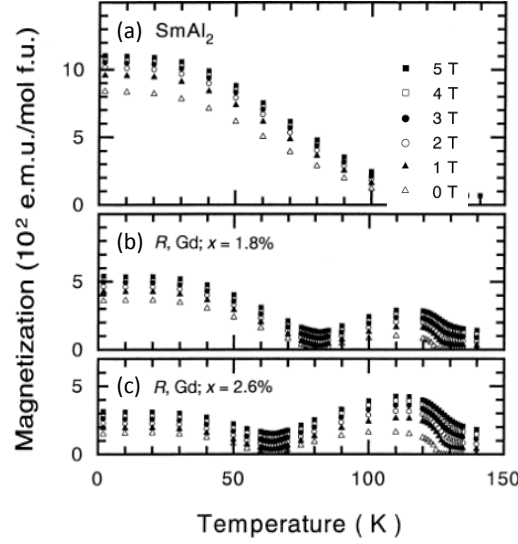 (a) SmAl₂
5 T
4 T
3 T
2 T
1 T
0 T
10
5
0
(b) R, Gd; x = 1.8%
5
0
(c) R, Gd; x = 2.6%
5
0
0
50
100
150
Magnetization (10² e.m.u./mol f.u.)
Temperature ( K )